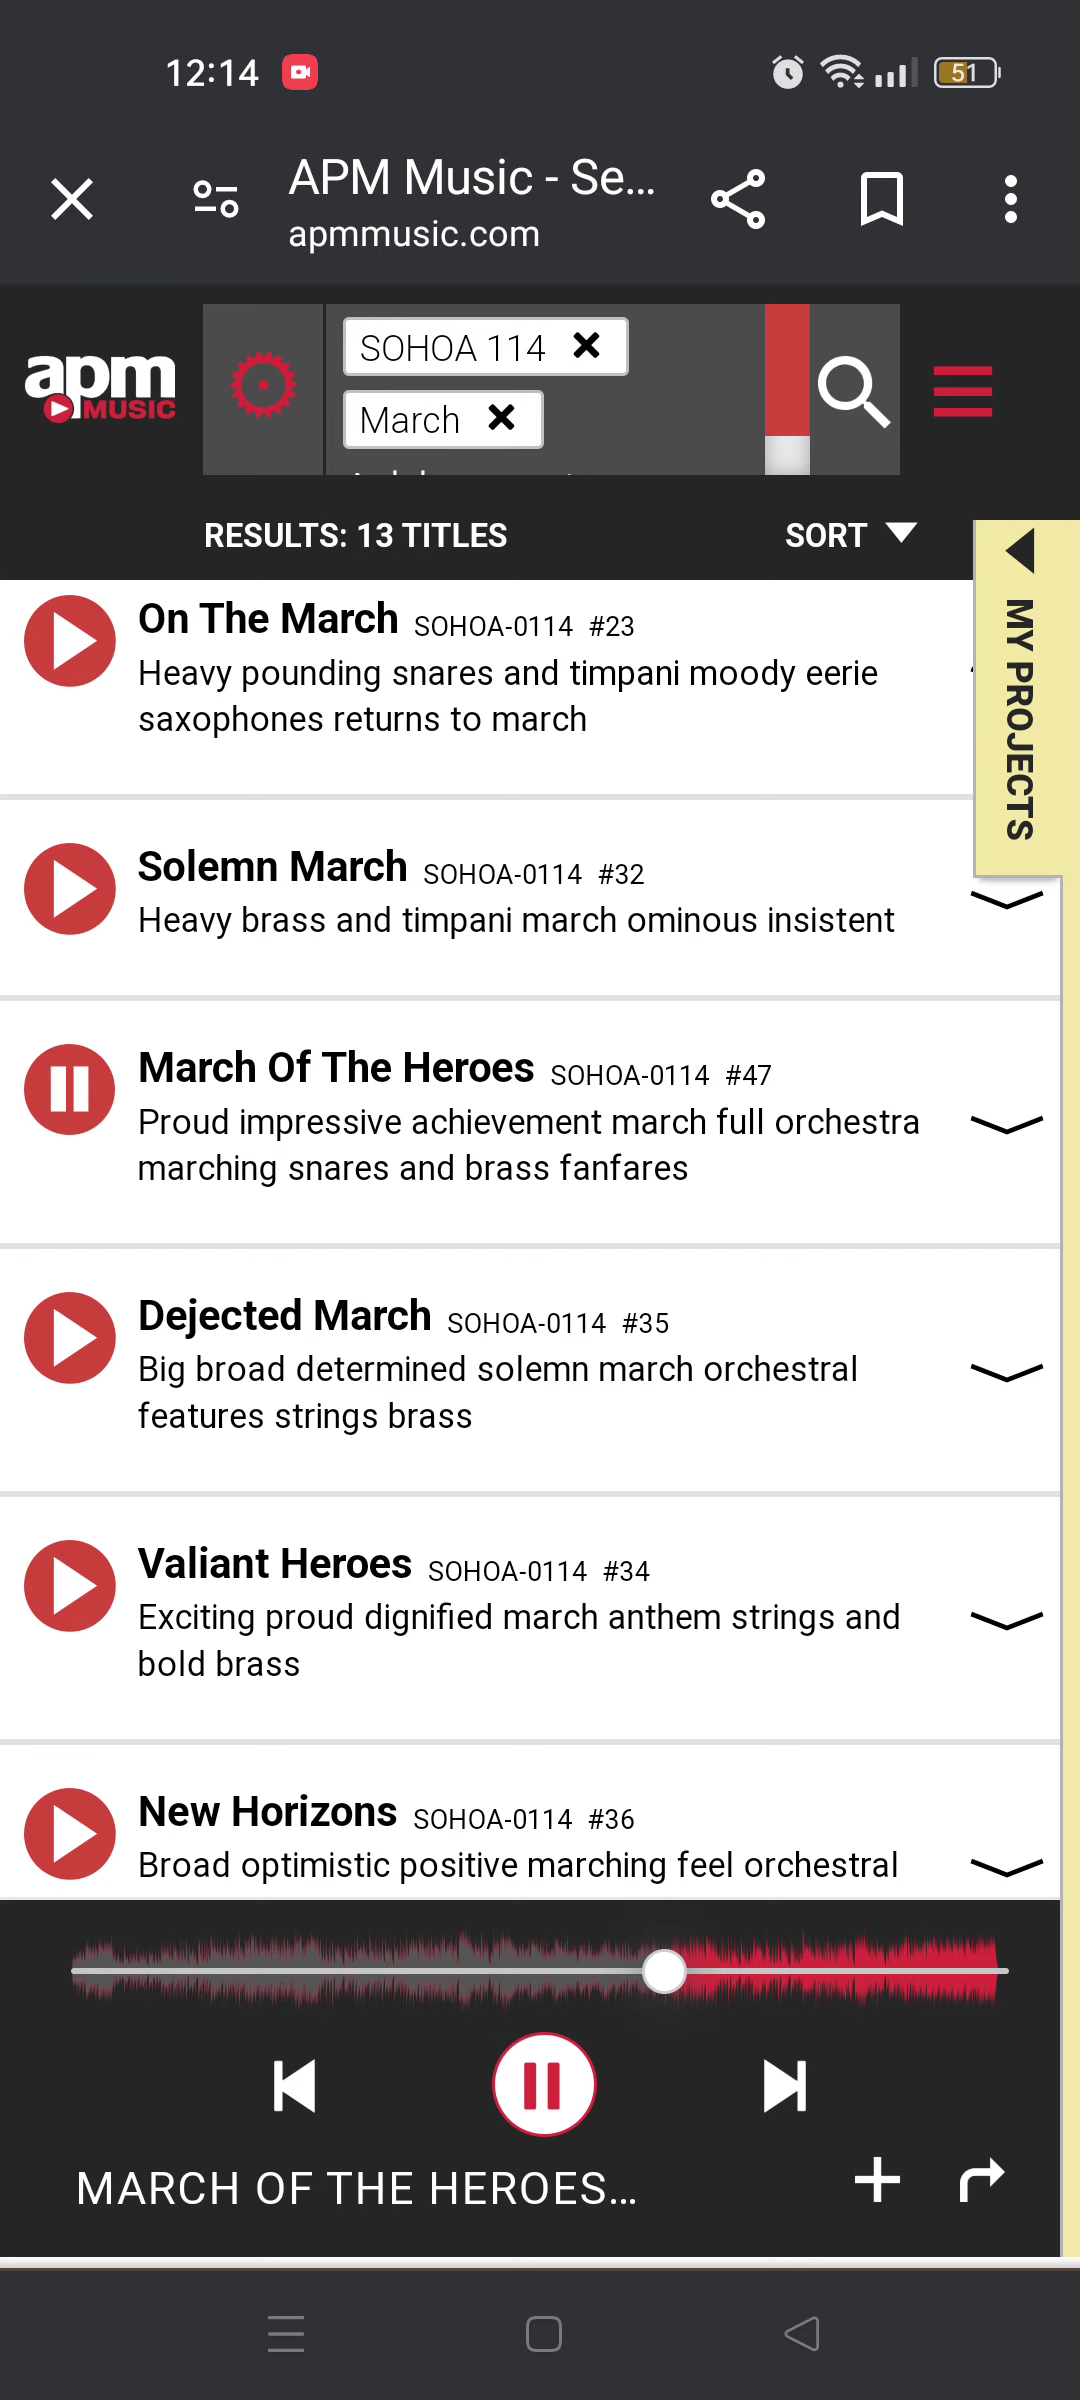 12:14
51
APM Music - Se...
apmmusic.com
apm
MUSIC
SOHOA 114
March
RESULTS: 13 TITLES
SORT
MY PROJECTS
On The March SOHOA-0114 #23
Heavy pounding snares and timpani moody eerie
saxophones returns to march
Solemn March SOHOA-0114 #32
Heavy brass and timpani march ominous insistent
March Of The Heroes SOHOA-0114 #47
Proud impressive achievement march full orchestra
marching snares and brass fanfares
Dejected March SOHOA-0114 #35
Big broad determined solemn march orchestral
features strings brass
Valiant Heroes SOHOA-0114 #34
Exciting proud dignified march anthem strings and
bold brass
New Horizons SOHOA-0114 #36
Broad optimistic positive marching feel orchestral
MARCH OF THE HEROES...